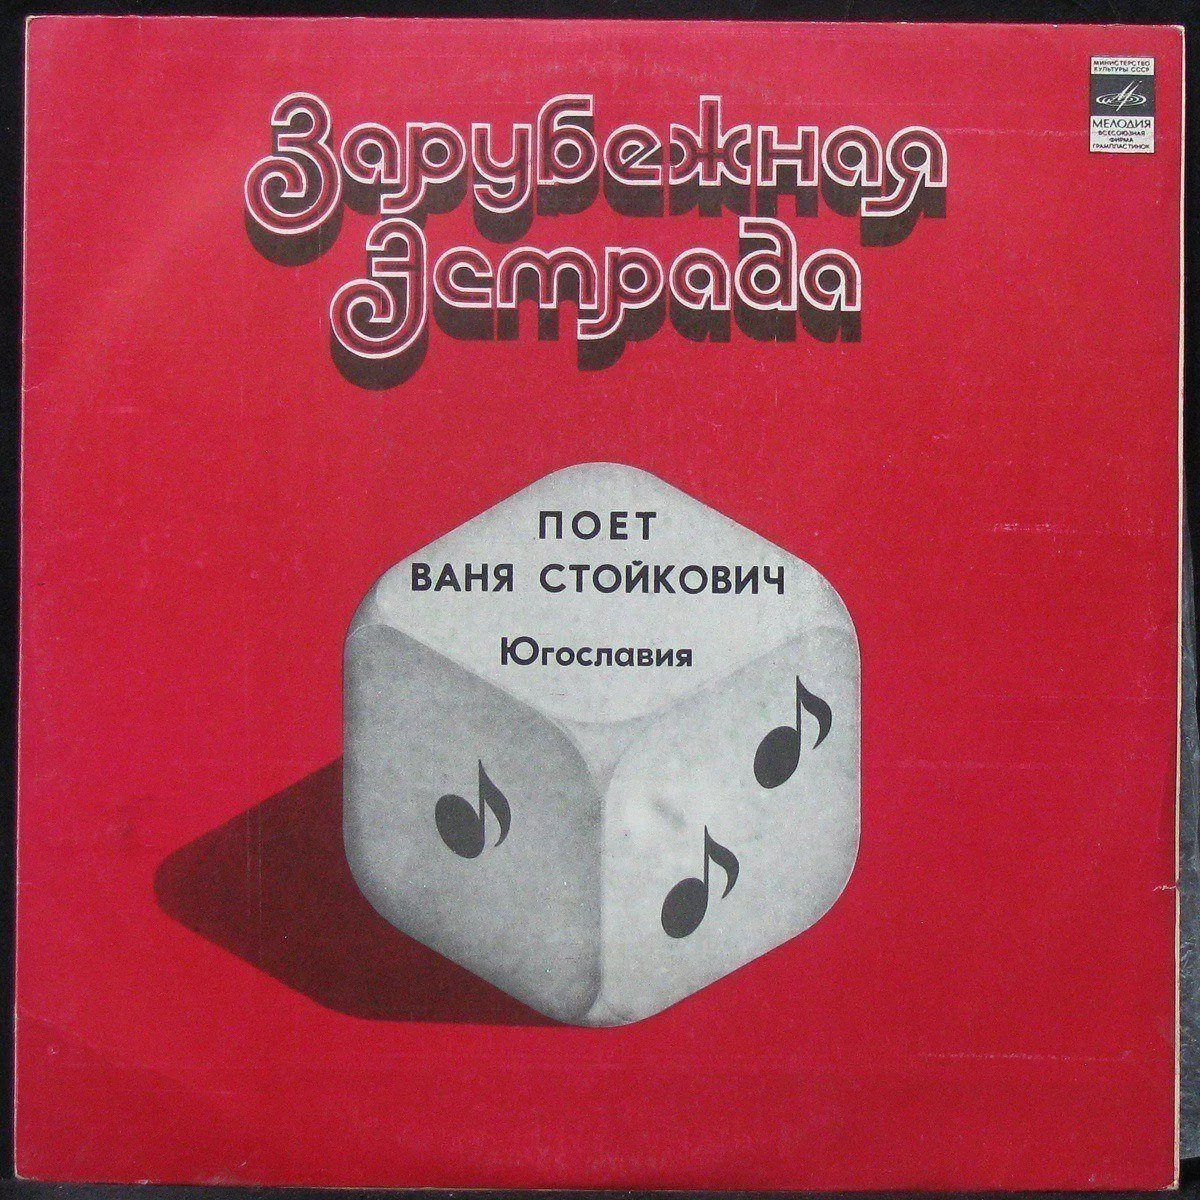 МИНИСТЕРСТВО
КУЛЬТУРЫ СССР
МЕЛОДИЯ
ВСЕСОЮЗНАЯ
ФИРМА
ГРАМПЛАСТИНОК
Зарубежная
Эстрада
ПОЕТ
ВАНЯ СТОЙКОВИЧ
Югославия